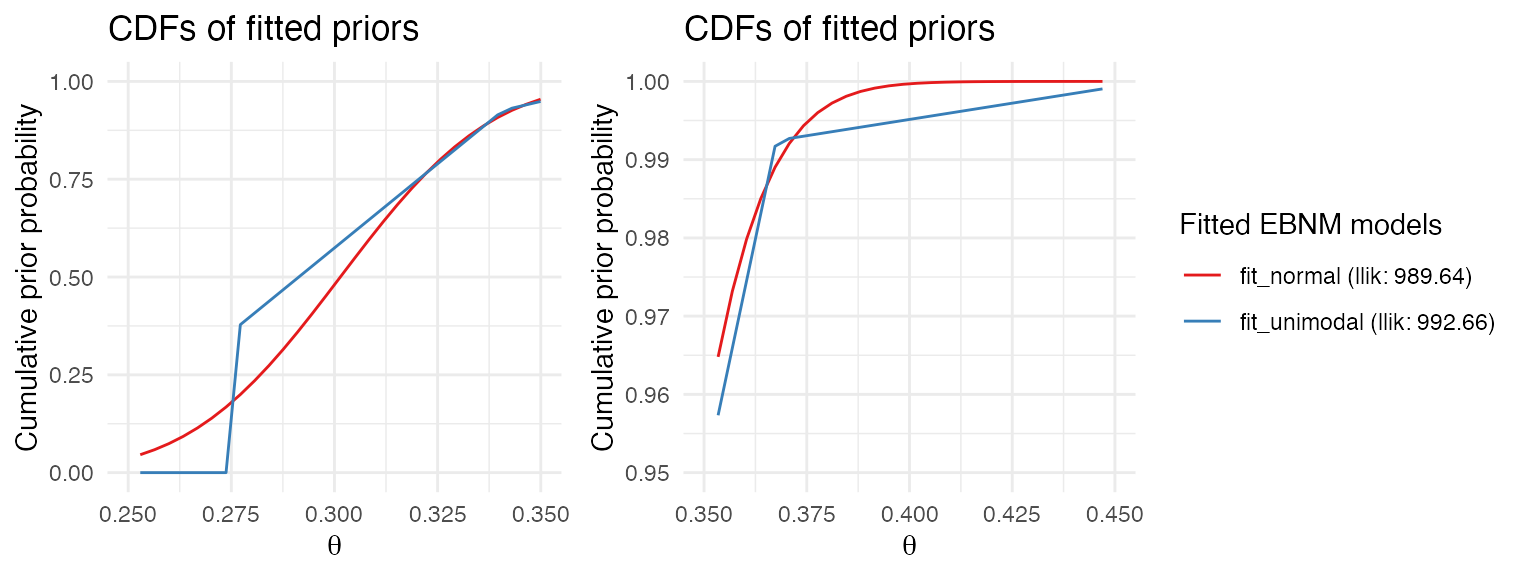 CDFs of fitted priors
Cumulative prior probability
1.00
0.75
0.50
0.25
0.00
0.250 0.275 0.300 0.325 0.350
θ
CDFs of fitted priors
Cumulative prior probability
1.00
0.99
0.98
0.97
0.96
0.95
0.350 0.375 0.400 0.425 0.450
θ
Fitted EBNM models
fit_normal (llik: 989.64)
fit_unimodal (llik: 992.66)